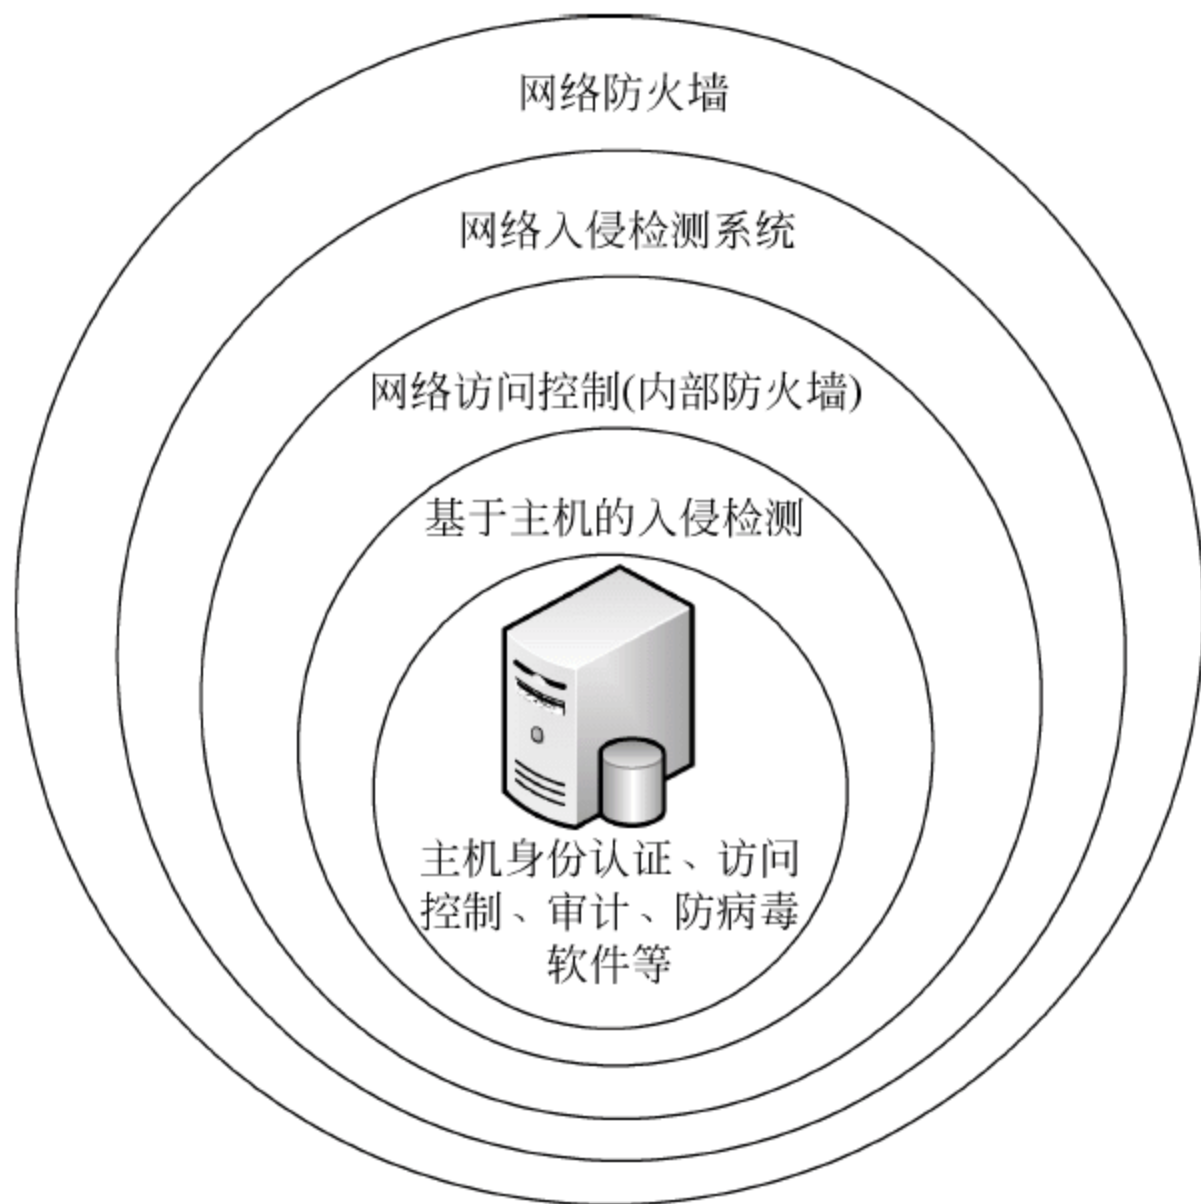 网络防火墙
网络入侵检测系统
网络访问控制(内部防火墙)
基于主机的入侵检测
主机身份认证、访问
控制、审计、防病毒
软件等